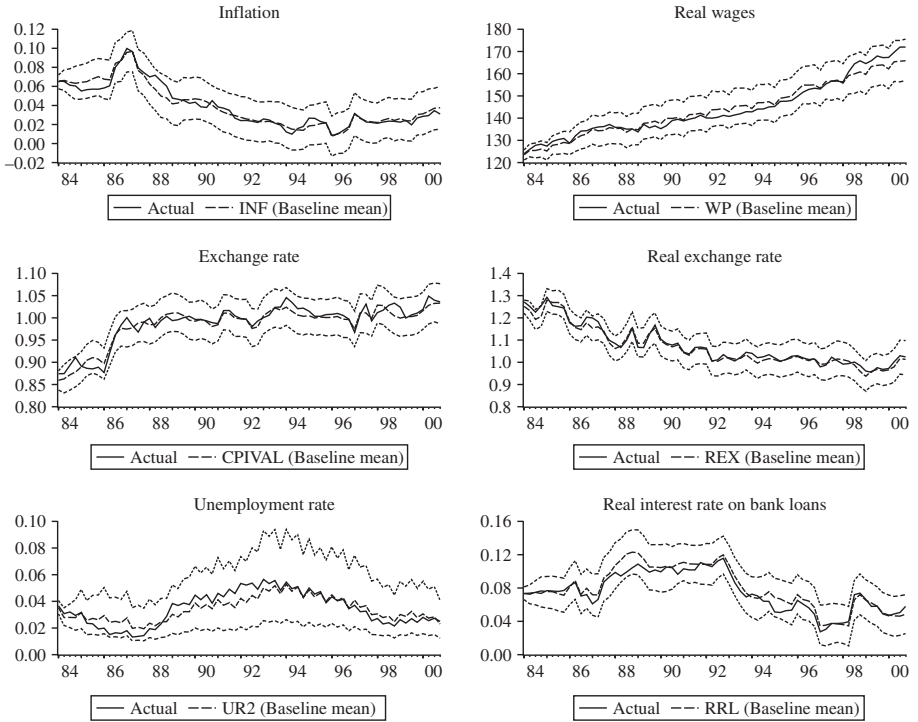 Inflation
0.12
0.10
0.08
0.06
0.04
0.02
0.00
–0.02
84 86 88 90 92 94 96 98 00
Actual INF (Baseline mean)
Real wages
180
170
160
150
140
130
120
84 86 88 90 92 94 96 98 00
Actual WP (Baseline mean)
Exchange rate
1.10
1.05
1.00
0.95
0.90
0.85
0.80
84 86 88 90 92 94 96 98 00
Actual CPIVAL (Baseline mean)
Real exchange rate
1.4
1.3
1.2
1.1
1.0
0.9
0.8
84 86 88 90 92 94 96 98 00
Actual REX (Baseline mean)
Unemployment rate
0.10
0.08
0.06
0.04
0.02
0.00
84 86 88 90 92 94 96 98 00
Actual UR2 (Baseline mean)
Real interest rate on bank loans
0.16
0.12
0.08
0.04
0.00
84 86 88 90 92 94 96 98 00
Actual RRL (Baseline mean)